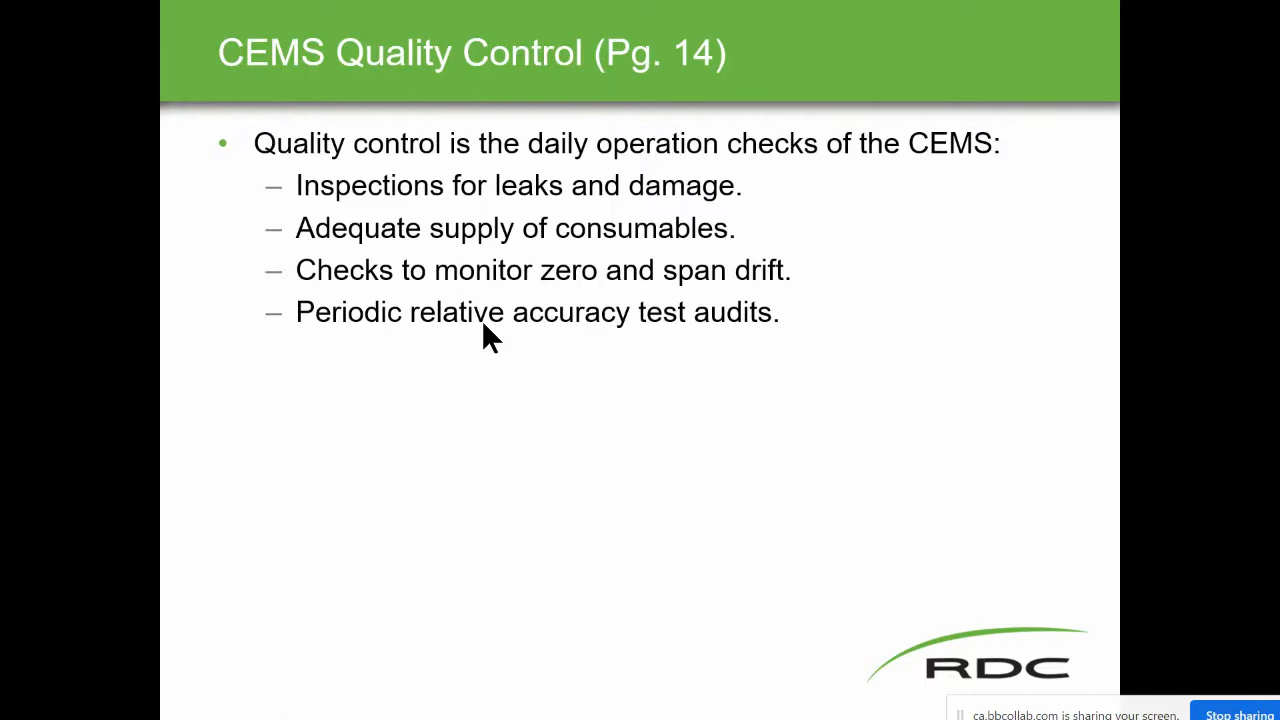 CEMS Quality Control (Pg. 14)
• Quality control is the daily operation checks of the CEMS:
– Inspections for leaks and damage.
– Adequate supply of consumables.
– Checks to monitor zero and span drift.
– Periodic relative accuracy test audits.
RDC
ca.bbcollab.com is sharing your screen. Stop sharing